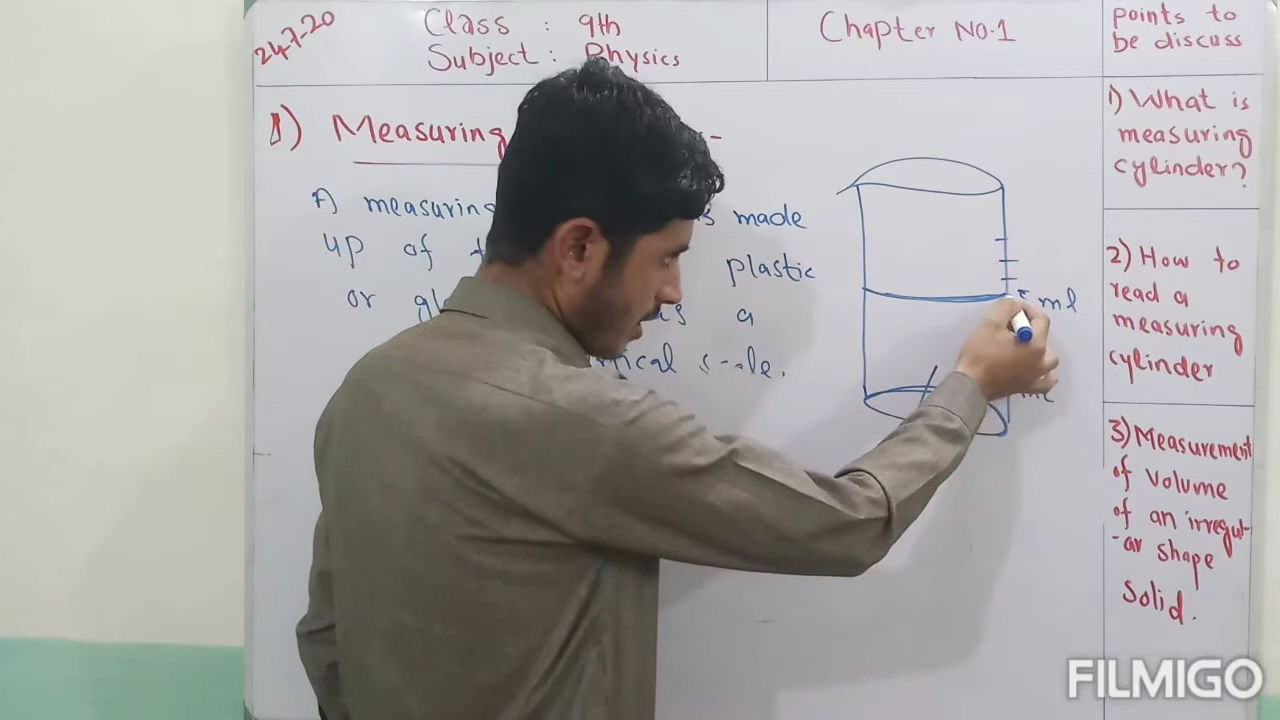 24-7-20
Class : 9th
Subject : Physics
Chapter No.1
points to
be discuss
1) Measuring
A measuring made
up of plastic
or a
scale.
ml
1) What is
measuring
cylinder?
2) How to
read a
measuring
cylinder
3) Measurement
of volume
of an irregul-
-ar shape
solid.
FILMIGO